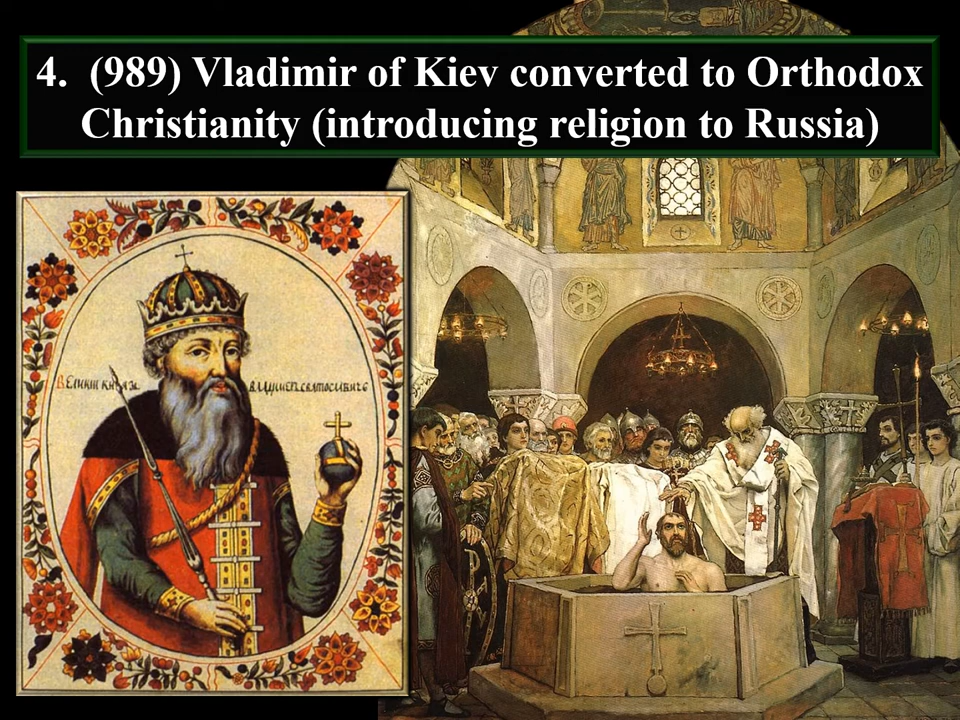 4. (989) Vladimir of Kiev converted to Orthodox
Christianity (introducing religion to Russia)